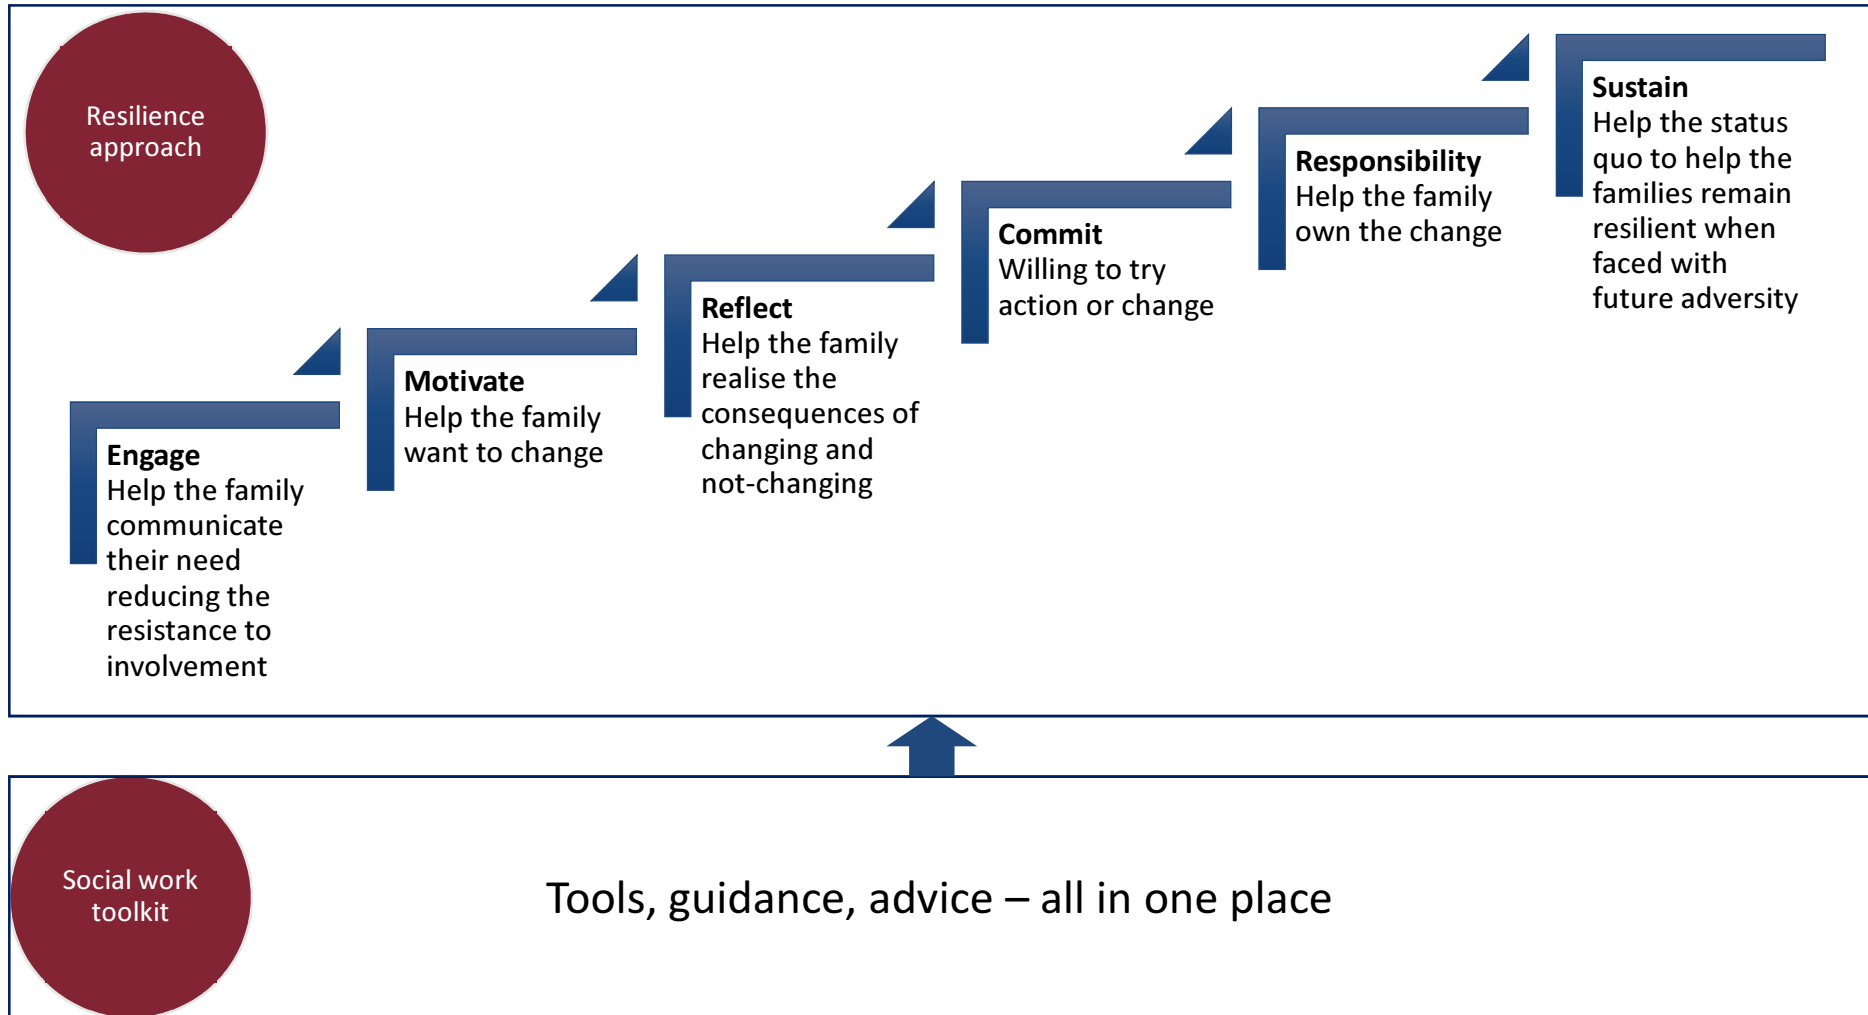 Resilience
approach
Engage
Help the family
communicate
their need
reducing the
resistance to
involvement
Motivate
Help the family
want to change
Reflect
Help the family
realise the
consequences of
changing and
not-changing
Commit
Willing to try
action or change
Responsibility
Help the family
own the change
Sustain
Help the status
quo to help the
families remain
resilient when
faced with
future adversity
Social work
toolkit
Tools, guidance, advice – all in one place